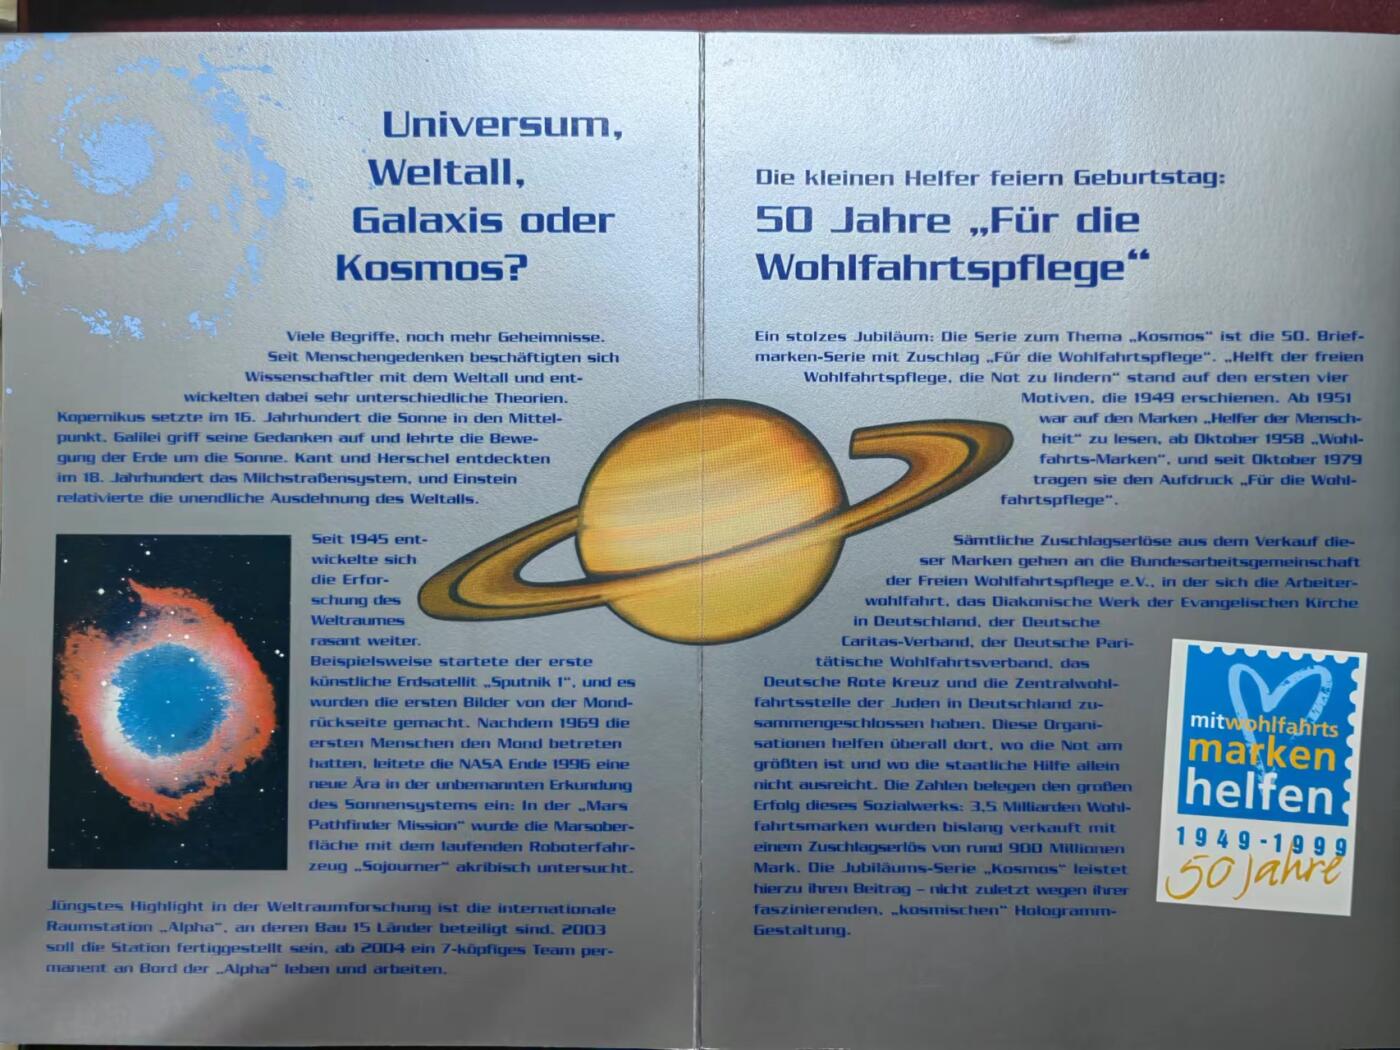 Universum,
Weltall,
Galaxis oder
Kosmos?
Viele Begriffe, noch mehr Geheimnisse.
Seit Menschengedenken beschäftigten sich
Wissenschaftler mit dem Weltall und ent-
wickelten dabei sehr unterschiedliche Theorien.
Kopernikus setzte im 16. Jahrhundert die Sonne in den Mittel-
punkt. Galilei griff seine Gedanken auf und lehrte die Bewe-
gung der Erde um die Sonne. Kant und Herschel entdeckten
im 18. Jahrhundert das Milchstraßensystem, und Einstein
relativierte die unendliche Ausdehnung des Weltalls.
Seit 1945 ent-
wickelte sich
die Erfor-
schung des
Weltraumes
rasant weiter.
Beispielsweise startete der erste
künstliche Erdsatellit „Sputnik 1“, und es
wurden die ersten Bilder von der Mond-
rückseite gemacht. Nachdem 1969 die
ersten Menschen den Mond betreten
hatten, leitete die NASA Ende 1996 eine
neue Ära in der unbemannten Erkundung
des Sonnensystems ein: In der „Mars
Pathfinder Mission“ wurde die Marsober-
fläche mit dem laufenden Roboterfahr-
zeug „Sojourner“ akribisch untersucht.
Jüngstes Highlight in der Weltraumforschung ist die internationale
Raumstation „Alpha“, an deren Bau 15 Länder beteiligt sind. 2003
soll die Station fertiggestellt sein, ab 2004 ein 7-köpfiges Team per-
manent an Bord der „Alpha“ leben und arbeiten.
Die kleinen Helfer feiern Geburtstag:
50 Jahre „Für die
Wohlfahrtspflege“
Ein stolzes Jubiläum: Die Serie zum Thema „Kosmos“ ist die 50. Brief-
marken-Serie mit Zuschlag „Für die Wohlfahrtspflege“. „Helft der freien
Wohlfahrtspflege, die Not zu lindern“ stand auf den ersten vier
Motiven, die 1949 erschienen. Ab 1951
war auf den Marken „Helfer der Mensch-
heit“ zu lesen, ab Oktober 1958 „Wohl-
fahrts-Marken“, und seit Oktober 1979
tragen sie den Aufdruck „Für die Wohl-
fahrtspflege“.
Sämtliche Zuschlagserlöse aus dem Verkauf die-
ser Marken gehen an die Bundesarbeitsgemeinschaft
der Freien Wohlfahrtspflege e.V., in der sich die Arbeiter-
wohlfahrt, das Diakonische Werk der Evangelischen Kirche
in Deutschland, der Deutsche
Caritas-Verband, der Deutsche Pari-
tätische Wohlfahrtsverband, das
Deutsche Rote Kreuz und die Zentralwohl-
fahrtsstelle der Juden in Deutschland zu-
sammengeschlossen haben. Diese Organi-
sationen helfen überall dort, wo die Not am
größten ist und wo die staatliche Hilfe allein
nicht ausreicht. Die Zahlen belegen den großen
Erfolg dieses Sozialwerks: 3,5 Milliarden Wohl-
fahrtsmarken wurden bislang verkauft mit
einem Zuschlagserlös von rund 900 Millionen
Mark. Die Jubiläums-Serie „Kosmos“ leistet
hierzu ihren Beitrag – nicht zuletzt wegen ihrer
faszinierenden, „kosmischen“ Hologramm-
Gestaltung.
mitwohlfahrts
marken
helfen
1949-1999
50 Jahre